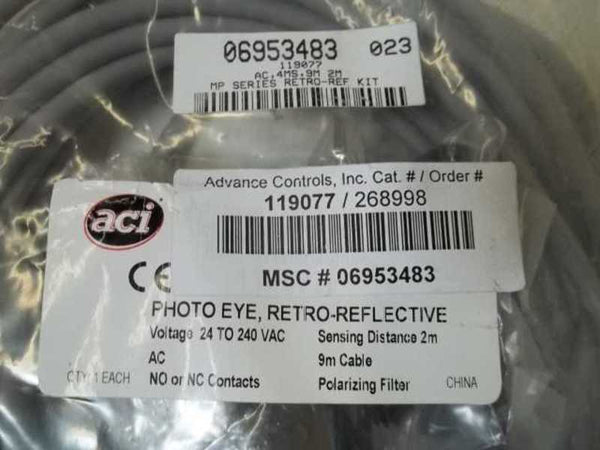 06953483 023
119077
AC,4MS,9M 2M
MP SERIES RETRO-REF KIT
Advance Controls, Inc. Cat. # / Order #
119077 / 268998
MSC # 06953483
aci
CE
PHOTO EYE, RETRO-REFLECTIVE
Voltage 24 TO 240 VAC Sensing Distance 2m
AC 9m Cable
QTY 1 EACH NO or NC Contacts Polarizing Filter CHINA